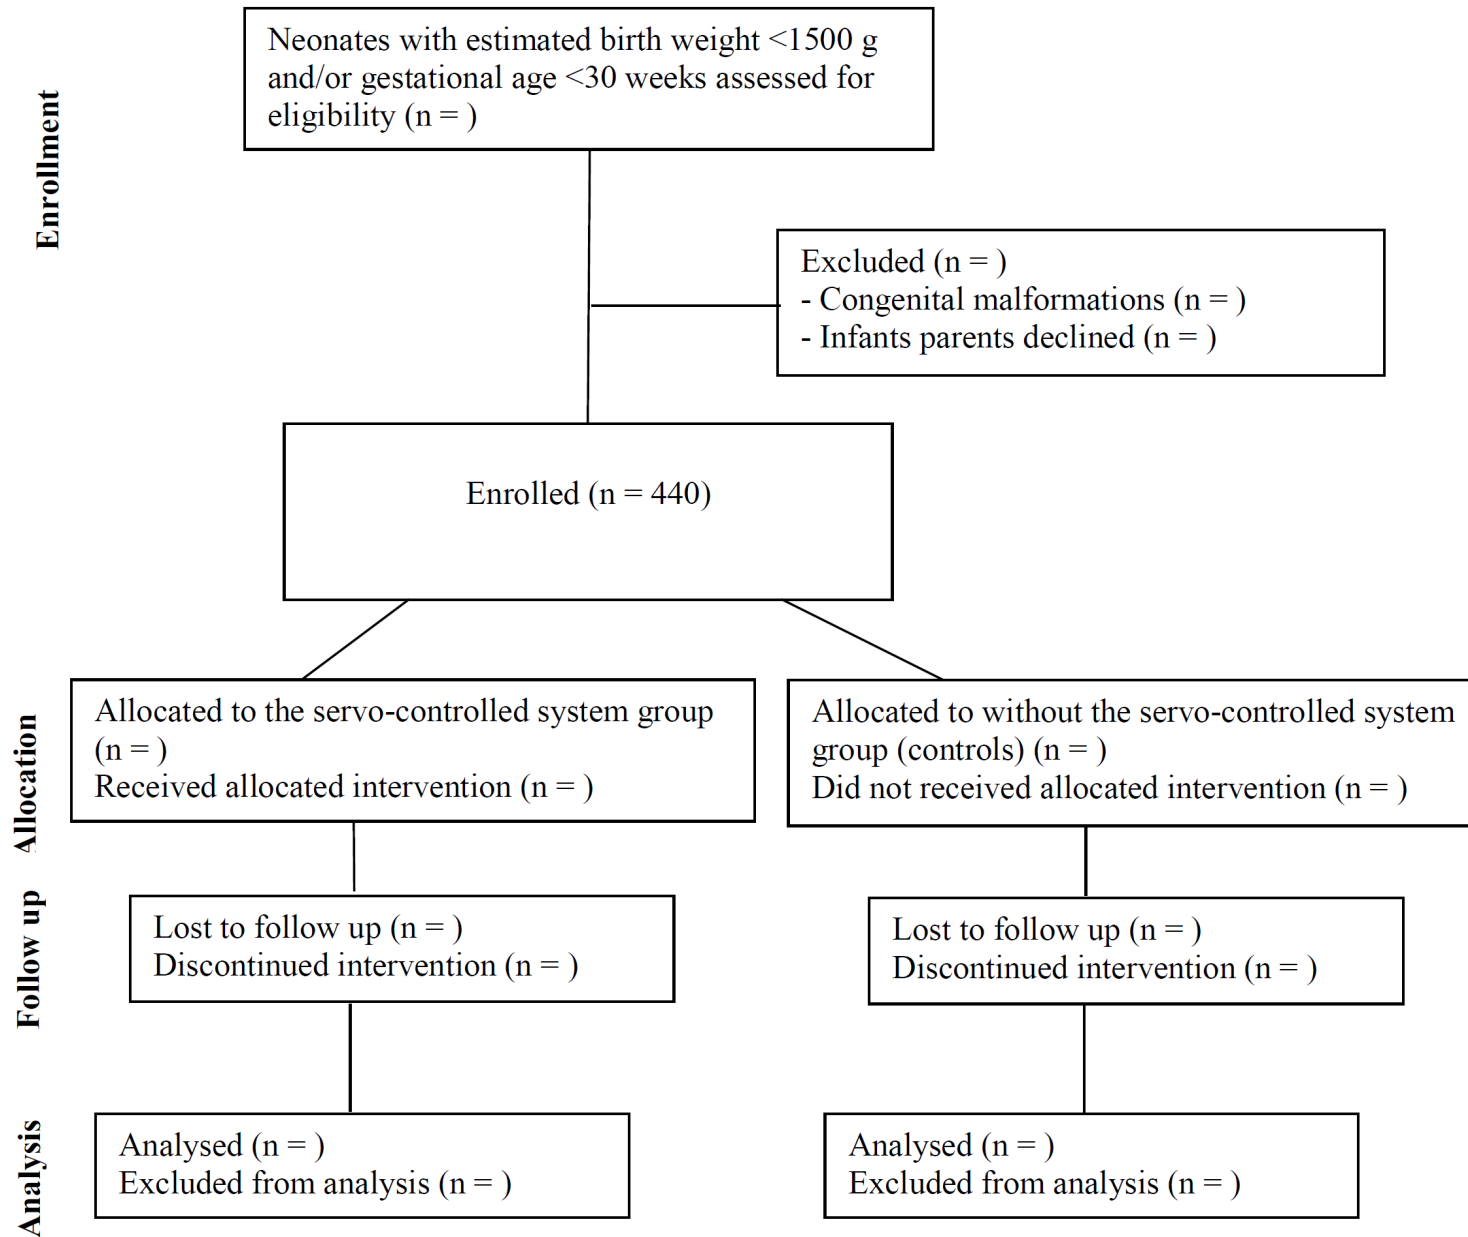 Enrollment
Neonates with estimated birth weight <1500 g
and/or gestational age <30 weeks assessed for
eligibility (n = )
Excluded (n = )
- Congenital malformations (n = )
- Infants parents declined (n = )
Enrolled (n = 440)
Allocation
Allocated to the servo-controlled system group
(n = )
Received allocated intervention (n = )
Allocated to without the servo-controlled system
group (controls) (n = )
Did not received allocated intervention (n = )
Follow up
Lost to follow up (n = )
Discontinued intervention (n = )
Lost to follow up (n = )
Discontinued intervention (n = )
Analysis
Analysed (n = )
Excluded from analysis (n = )
Analysed (n = )
Excluded from analysis (n = )